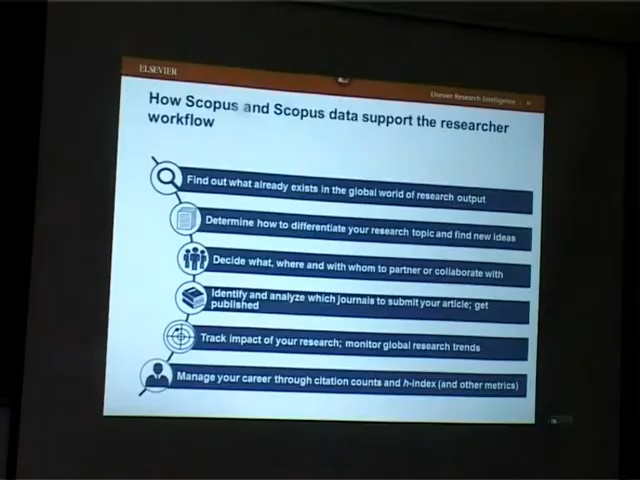 ELSEVIER
Elsevier Research Intelligence
How Scopus and Scopus data support the researcher
workflow
Find out what already exists in the global world of research output
Determine how to differentiate your research topic and find new ideas
Decide what, where and with whom to partner or collaborate with
Identify and analyze which journals to submit your article; get
published
Track impact of your research; monitor global research trends
Manage your career through citation counts and h-index (and other metrics)